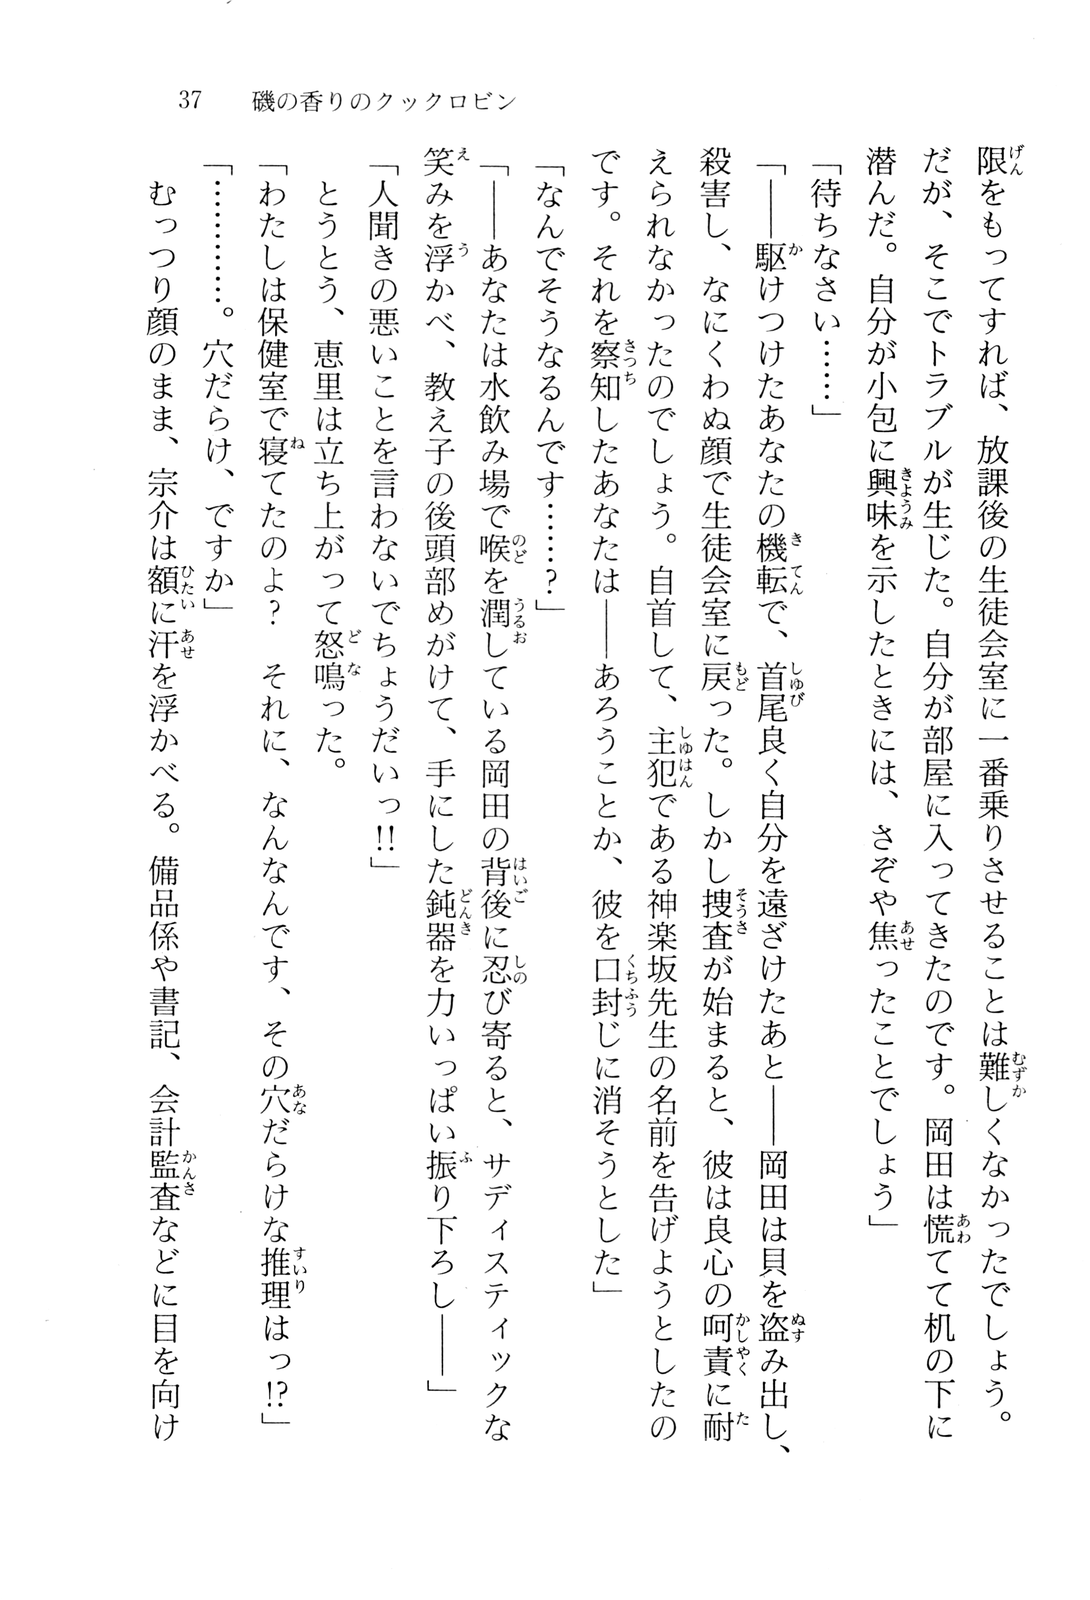 37　磯の香りのクックロビン
限をもってすれば、放課後の生徒会室に一番乗りさせることは難しくなかったでしょう。
だが、そこでトラブルが生じた。自分が部屋に入ってきたのです。岡田は慌てて机の下に
潜んだ。自分が小包に興味を示したときには、さぞや焦ったことでしょう」
「待ちなさい……」
「――駆けつけたあなたの機転で、首尾良く自分を遠ざけたあと――岡田は貝を盗み出し、
殺害し、なにくわぬ顔で生徒会室に戻った。しかし捜査が始まると、彼は良心の呵責に耐
えられなかったのでしょう。自首して、主犯である神楽坂先生の名前を告げようとしたの
です。それを察知したあなたは――あろうことか、彼を口封じに消そうとした」
「なんでそうなるんです……?」
「――あなたは水飲み場で喉を潤している岡田の背後に忍び寄ると、サディスティックな
笑みを浮かべ、教え子の後頭部めがけて、手にした鈍器を力いっぱい振り下ろし――」
「人聞きの悪いことを言わないでちょうだいっ!!」
　とうとう、恵里は立ち上がって怒鳴った。
「わたしは保健室で寝てたのよ?　それに、なんなんです、その穴だらけな推理はっ!?」
「…………。穴だらけ、ですか」
　むっつり顔のまま、宗介は額に汗を浮かべる。備品係や書記、会計監査などに目を向け